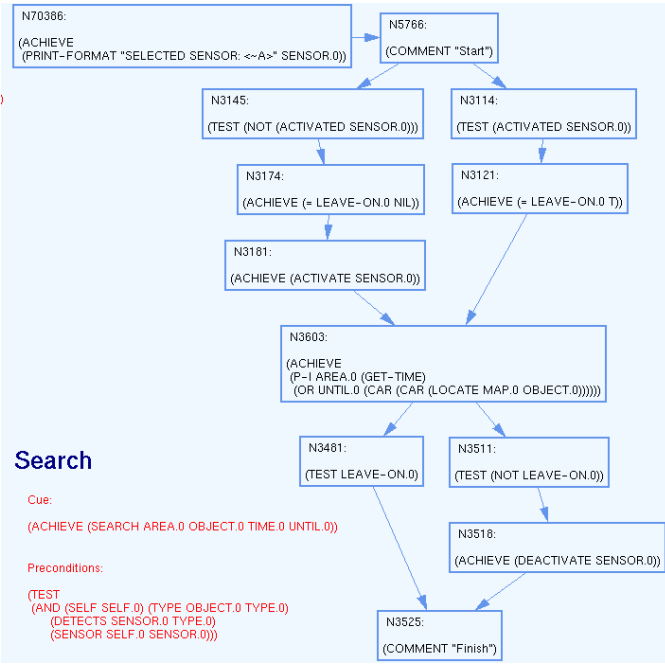 N70386:
(ACHIEVE
(PRINT-FORMAT "SELECTED SENSOR: <~A>" SENSOR.0))
N5766:
(COMMENT "Start")
)
N3145:
(TEST (NOT (ACTIVATED SENSOR.0)))
N3114:
(TEST (ACTIVATED SENSOR.0))
N3174:
(ACHIEVE (= LEAVE-ON.0 NIL))
N3121:
(ACHIEVE (= LEAVE-ON.0 T))
N3181:
(ACHIEVE (ACTIVATE SENSOR.0))
N3603:
(ACHIEVE
(P-I AREA.0 (GET-TIME)
(OR UNTIL.0 (CAR (CAR (LOCATE MAP.0 OBJECT.0))))))
N3481:
(TEST LEAVE-ON.0)
N3511:
(TEST (NOT LEAVE-ON.0))
N3518:
(ACHIEVE (DEACTIVATE SENSOR.0))
N3525:
(COMMENT "Finish")
Search
Cue:
(ACHIEVE (SEARCH AREA.0 OBJECT.0 TIME.0 UNTIL.0))
Preconditions:
(TEST
(AND (SELF SELF.0) (TYPE OBJECT.0 TYPE.0)
(DETECTS SENSOR.0 TYPE.0)
(SENSOR SELF.0 SENSOR.0)))